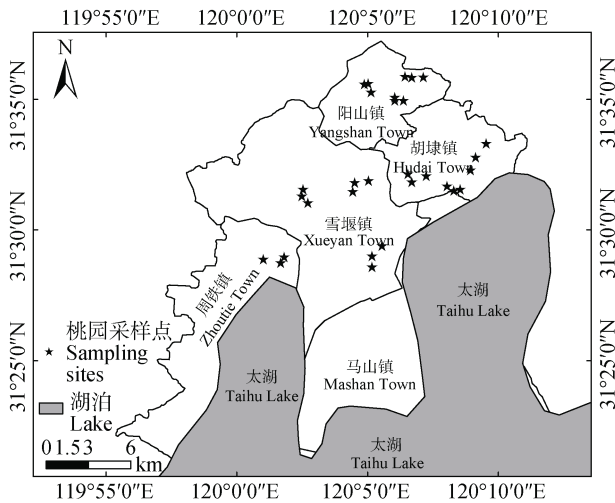 119°55′0″E 120°0′0″E 120°5′0″E 120°10′0″E
N
31°35′0″N
31°30′0″N
31°25′0″N
阳山镇
Yangshan Town
胡埭镇
Hudai Town
雪堰镇
Xueyan Town
周铁镇
Zhoutie Town
太湖
Taihu Lake
太湖
Taihu Lake
马山镇
Mashan Town
太湖
Taihu Lake
桃园采样点
Sampling
sites
湖泊
Lake
0 1.53 6
km
31°35′0″N
31°30′0″N
31°25′0″N
119°55′0″E 120°0′0″E 120°5′0″E 120°10′0″E